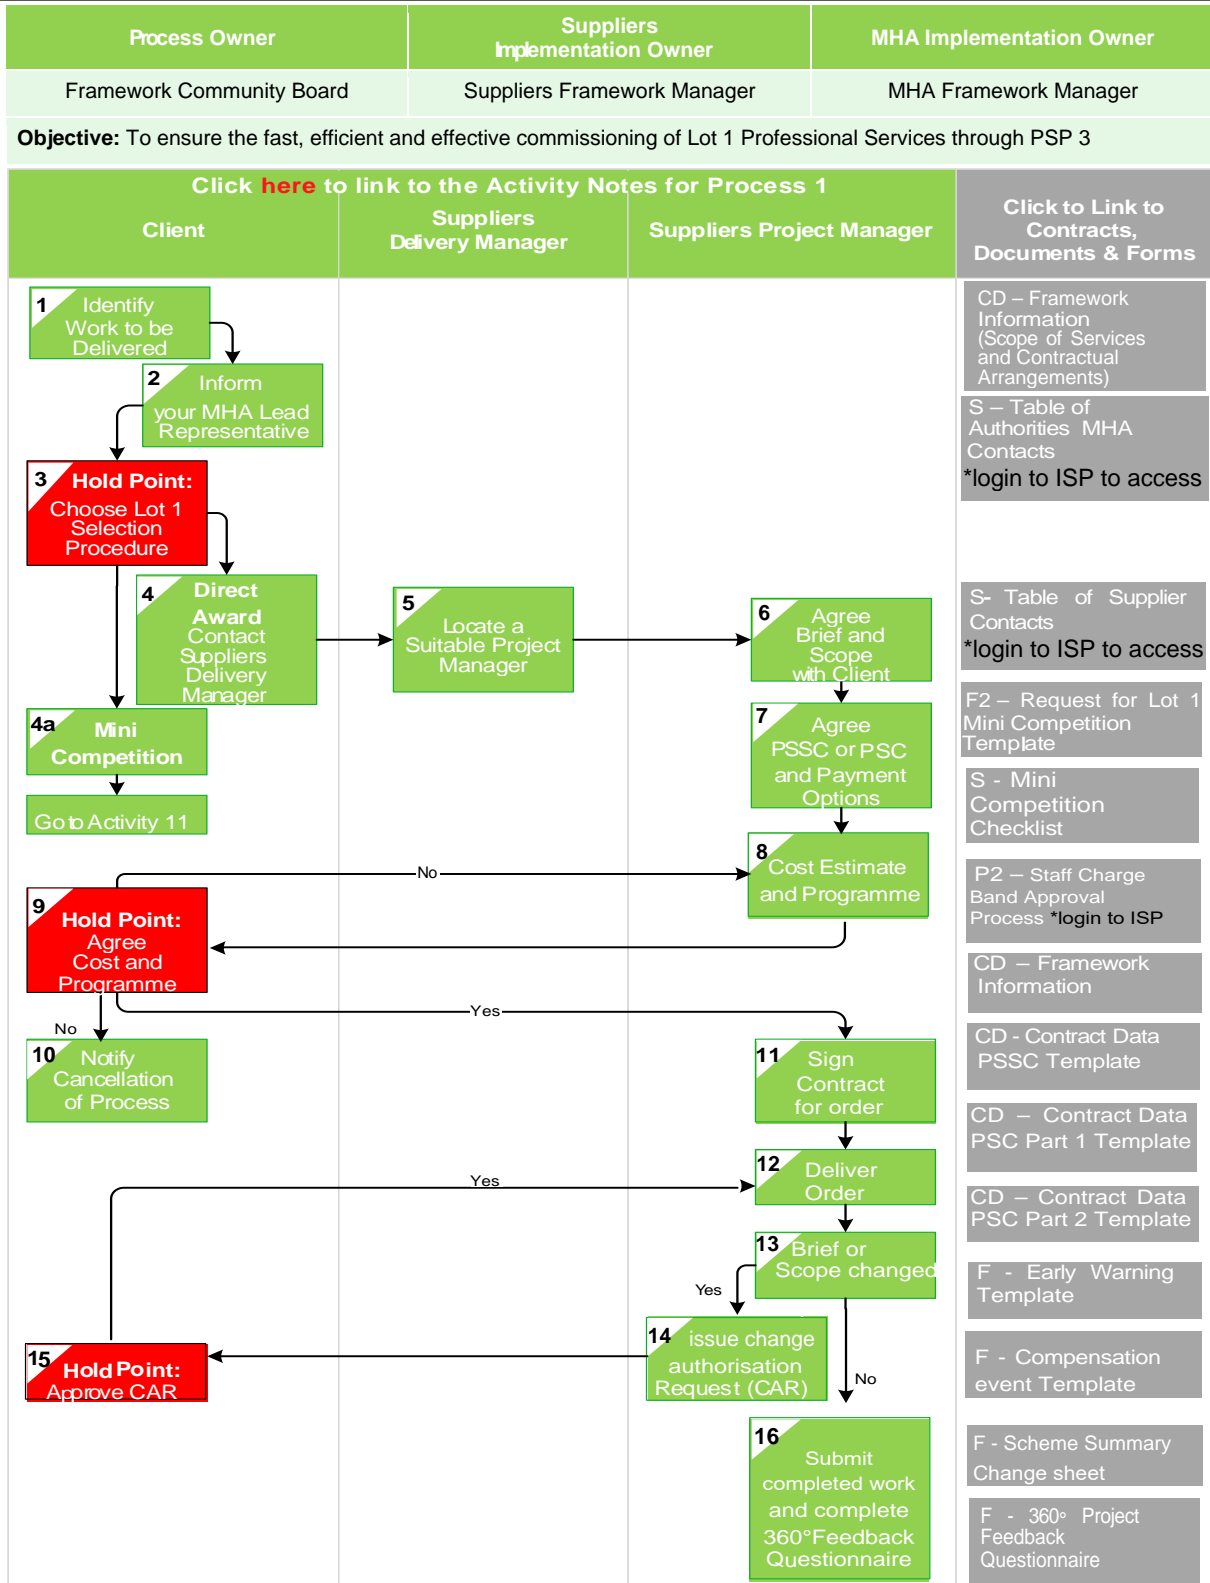 Process Owner
Suppliers
Implementation Owner
MHA Implementation Owner
Framework Community Board
Suppliers Framework Manager
MHA Framework Manager
Objective: To ensure the fast, efficient and effective commissioning of Lot 1 Professional Services through PSP 3
Click here to link to the Activity Notes for Process 1
Client
Suppliers
Delivery Manager
Suppliers Project Manager
Click to Link to
Contracts,
Documents & Forms
1 Identify
Work to be
Delivered
2 Inform
your MHA Lead
Representative
3 Hold Point:
Choose Lot 1
Selection
Procedure
4 Direct
Award
Contact
Suppliers
Delivery
Manager
5
Locate a
Suitable Project
Manager
6 Agree
Brief and
Scope
with Client
4a Mini
Competition
Go to Activity 11
7 Agree
PSSC or PSC
and Payment
Options
8
Cost Estimate
and Programme
No
9
Hold Point:
Agree
Cost and
Programme
Yes
No
10 Notify
Cancellation
of Process
11 Sign
Contract
for order
12 Deliver
Order
Yes
13 Brief or
Scope changed
Yes
14 issue change
authorisation
Request (CAR)
No
15 Hold Point:
Approve CAR
16
Submit
completed work
and complete
360°Feedback
Questionnaire
CD – Framework
Information
(Scope of Services
and Contractual
Arrangements)
S – Table of
Authorities MHA
Contacts
*login to ISP to access
S- Table of Supplier
Contacts
*login to ISP to access
F2 – Request for Lot 1
Mini Competition
Template
S - Mini
Competition
Checklist
P2 – Staff Charge
Band Approval
Process *login to ISP
CD – Framework
Information
CD - Contract Data
PSSC Template
CD – Contract Data
PSC Part 1 Template
CD – Contract Data
PSC Part 2 Template
F - Early Warning
Template
F - Compensation
event Template
F - Scheme Summary
Change sheet
F - 360° Project
Feedback
Questionnaire